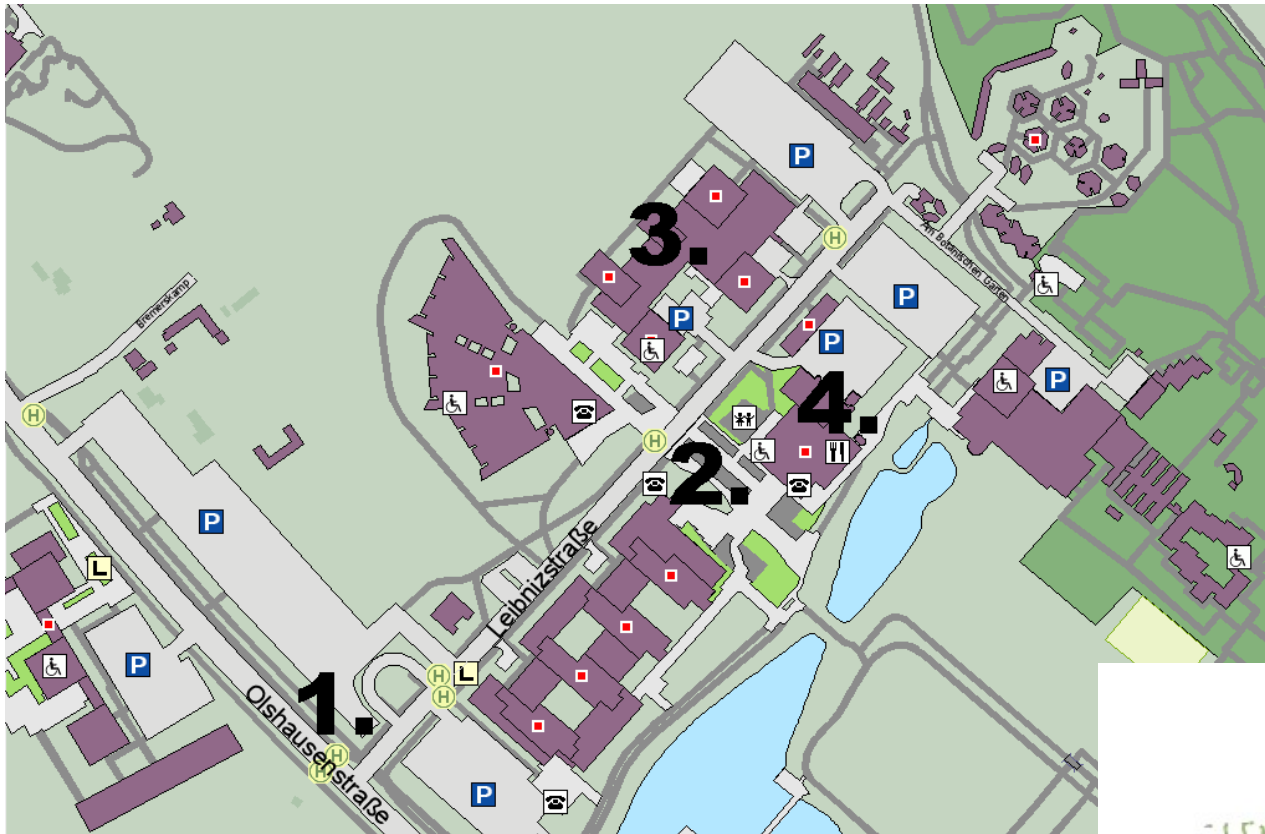 P
Am Botanischen Garten
3.
H
P
P
P
Bremerskamp
4.
P
H
H
2.
P
L
Leibnizstraße
P
H
L
H
1.
Olshausenstraße
H
H
P